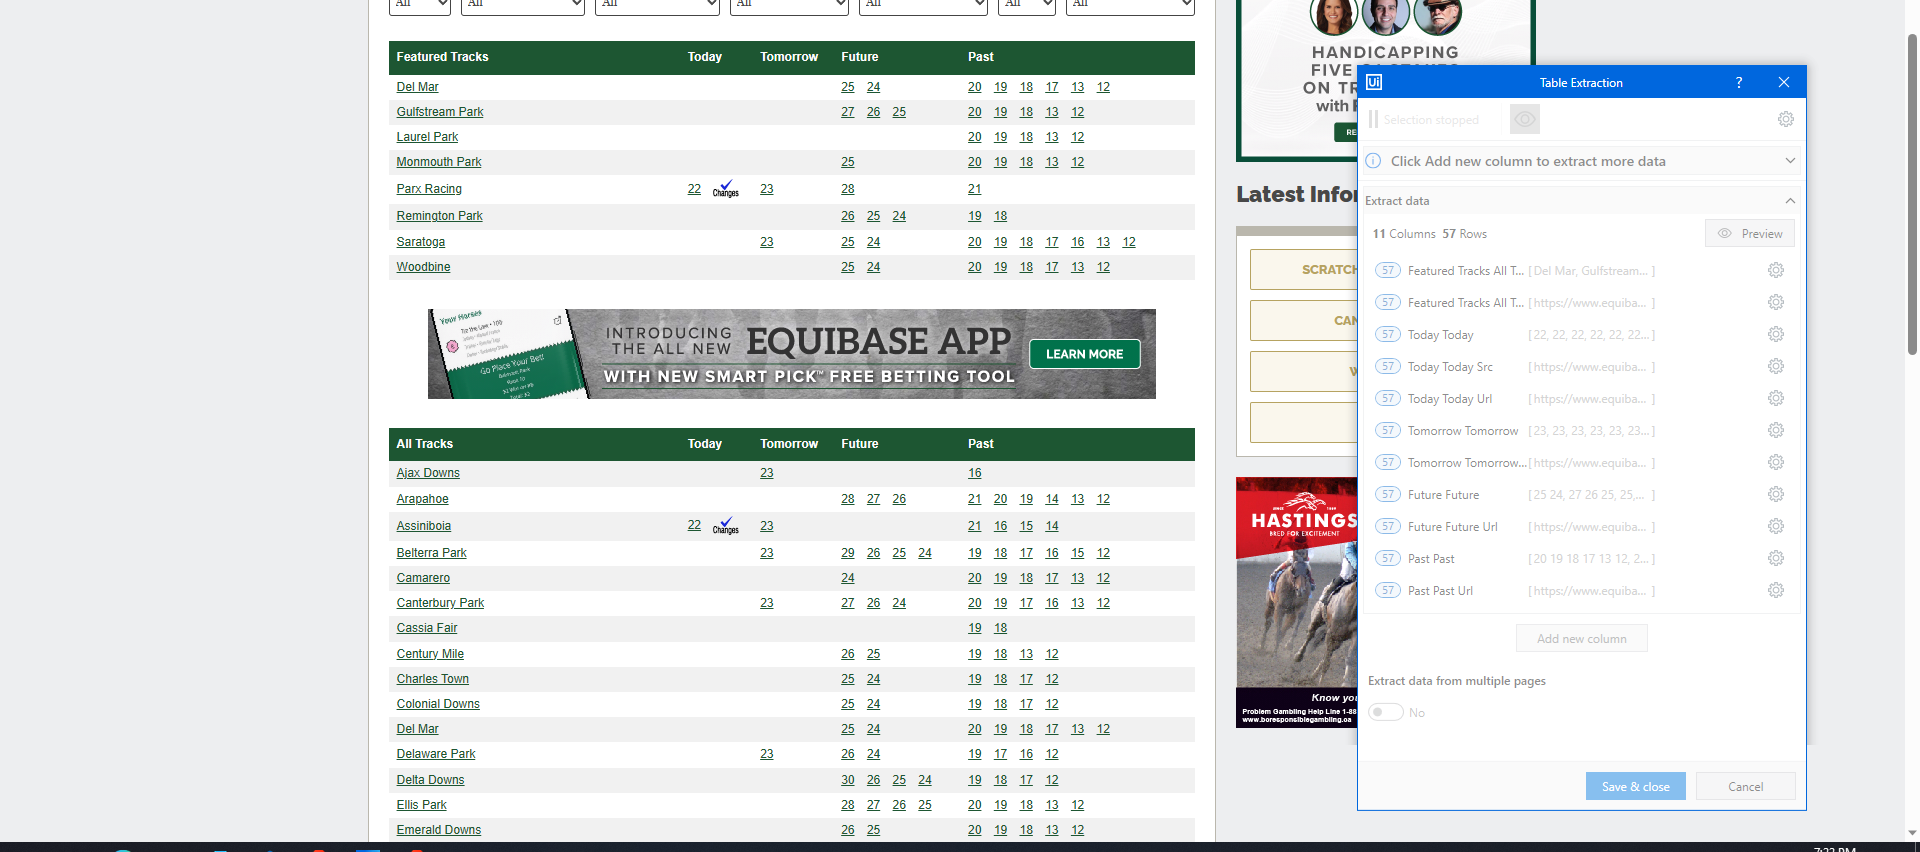 All All All All All All All
Featured Tracks Today Tomorrow Future Past
Del Mar 25 24 20 19 18 17 13 12
Gulfstream Park 27 26 25 20 19 18 13 12
Laurel Park 20 19 18 13 12
Monmouth Park 25 20 19 18 13 12
Parx Racing 22 Changes 23 28 21
Remington Park 26 25 24 19 18
Saratoga 23 25 24 20 19 18 17 16 13 12
Woodbine 25 24 20 19 18 17 13 12
Your Horses
Go Place Your Bet!
INTRODUCING
THE ALL NEW
EQUIBASE APP
WITH NEW SMART PICK™ FREE BETTING TOOL
LEARN MORE
All Tracks Today Tomorrow Future Past
Ajax Downs 23 16
Arapahoe 28 27 26 21 20 19 14 13 12
Assiniboia 22 Changes 23 21 16 15 14
Belterra Park 23 29 26 25 24 19 18 17 16 15 12
Camarero 24 20 19 18 17 13 12
Canterbury Park 23 27 26 24 20 19 17 16 13 12
Cassia Fair 19 18
Century Mile 26 25 19 18 13 12
Charles Town 25 24 19 18 17 12
Colonial Downs 25 24 19 18 17 12
Del Mar 25 24 20 19 18 17 13 12
Delaware Park 23 26 24 19 17 16 12
Delta Downs 30 26 25 24 19 18 17 12
Ellis Park 28 27 26 25 20 19 18 13 12
Emerald Downs 26 25 20 19 18 13 12
HANDICAPPING
FIVE
ON TR
with
RE
Latest Infor
SCRATCH
CAN
W
HASTINGS
BRED FOR EXCITEMENT
Know you
Problem Gambling Help Line 1-88
www.bcresponsiblegambling.ca
Ui Table Extraction ?
Selection stopped
Click Add new column to extract more data
Extract data
11 Columns 57 Rows Preview
57 Featured Tracks All T... [ Del Mar, Gulfstream... ]
57 Featured Tracks All T... [ https://www.equiba... ]
57 Today Today [ 22, 22, 22, 22, 22, 22... ]
57 Today Today Src [ https://www.equiba... ]
57 Today Today Url [ https://www.equiba... ]
57 Tomorrow Tomorrow [ 23, 23, 23, 23, 23, 23... ]
57 Tomorrow Tomorrow... [ https://www.equiba... ]
57 Future Future [ 25 24, 27 26 25, 25,... ]
57 Future Future Url [ https://www.equiba... ]
57 Past Past [ 20 19 18 17 13 12, 2... ]
57 Past Past Url [ https://www.equiba... ]
Add new column
Extract data from multiple pages
No
Save & close Cancel